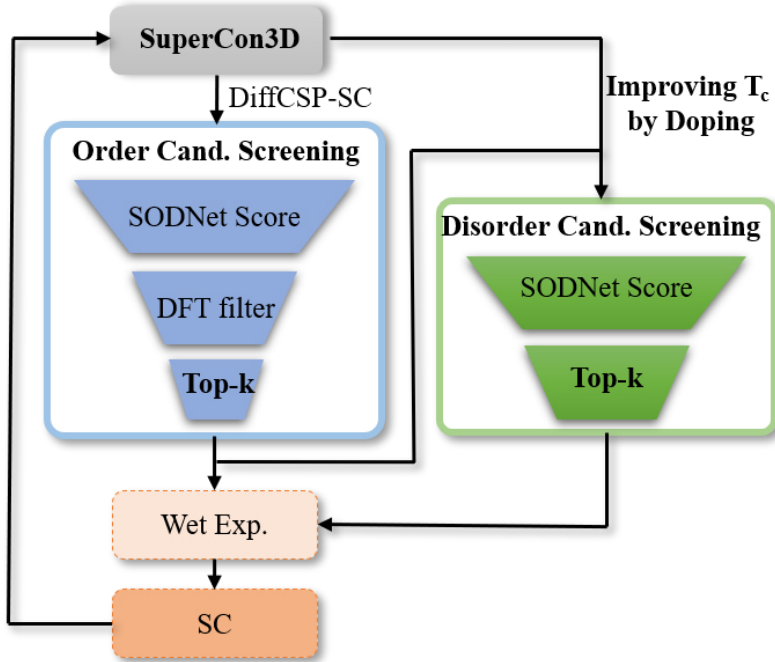 SuperCon3D
DiffCSP-SC
Improving Tc
by Doping
Order Cand. Screening
SODNet Score
DFT filter
Top-k
Disorder Cand. Screening
SODNet Score
Top-k
Wet Exp.
SC